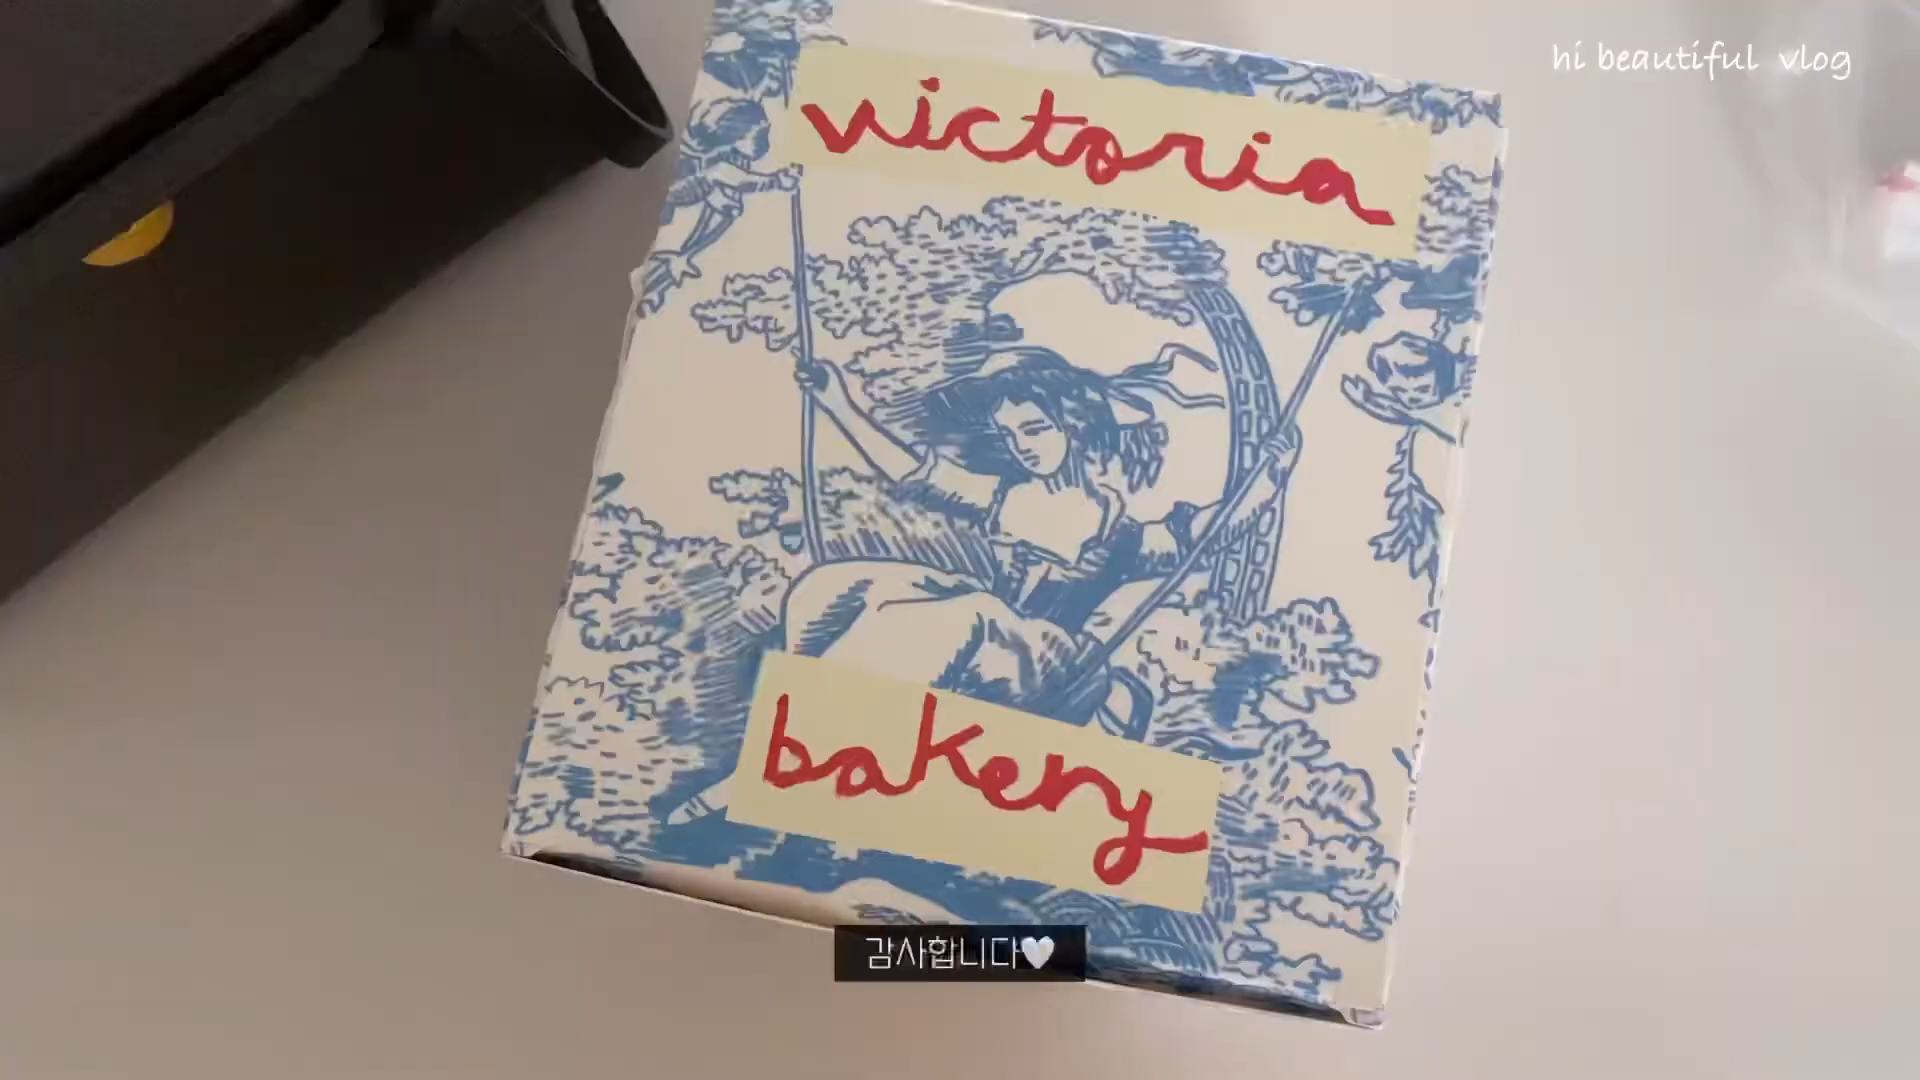 hi beautiful vlog
victoria
bakery
감사합니다🤍